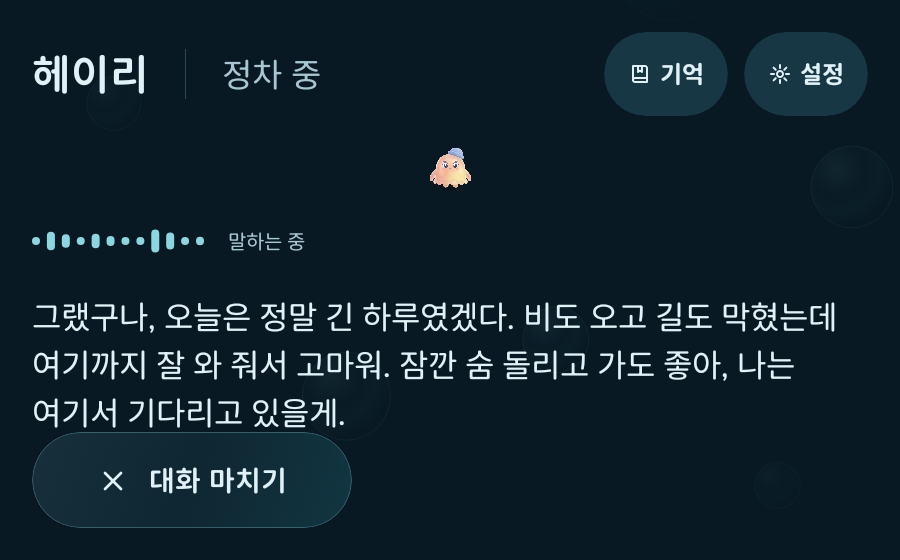 헤이리
정차 중
기억
설정
말하는 중
그랬구나, 오늘은 정말 긴 하루였겠다. 비도 오고 길도 막혔는데
여기까지 잘 와 줘서 고마워. 잠깐 숨 돌리고 가도 좋아, 나는
여기서 기다리고 있을게.
대화 마치기